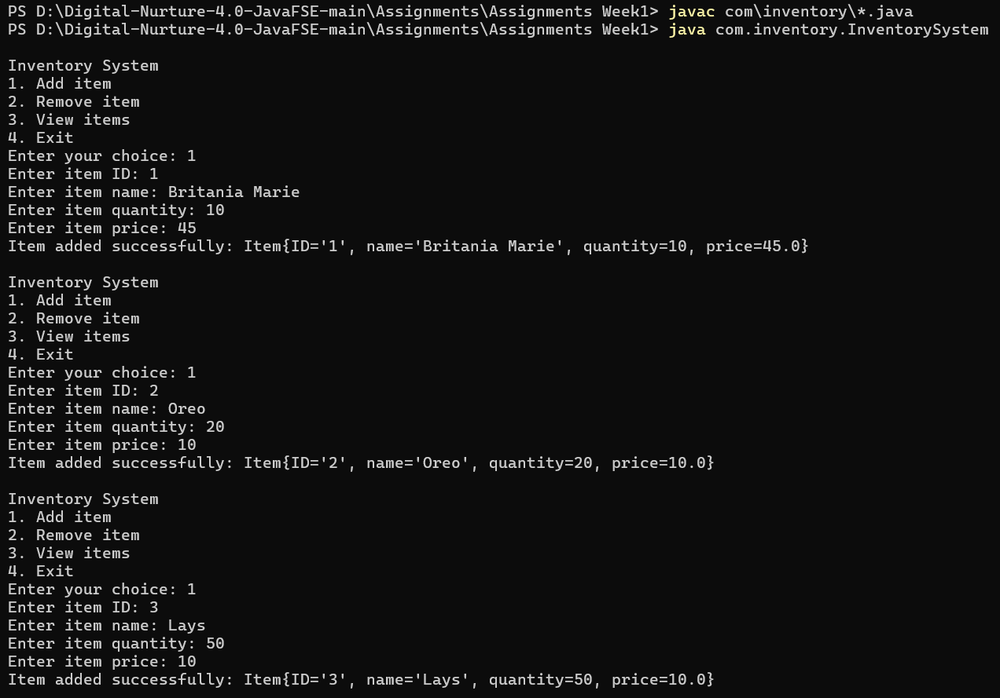 PS D:\Digital-Nurture-4.0-JavaFSE-main\Assignments\Assignments Week1> javac com\inventory\*.java
PS D:\Digital-Nurture-4.0-JavaFSE-main\Assignments\Assignments Week1> java com.inventory.InventorySystem
Inventory System
1. Add item
2. Remove item
3. View items
4. Exit
Enter your choice: 1
Enter item ID: 1
Enter item name: Britania Marie
Enter item quantity: 10
Enter item price: 45
Item added successfully: Item{ID='1', name='Britania Marie', quantity=10, price=45.0}
Inventory System
1. Add item
2. Remove item
3. View items
4. Exit
Enter your choice: 1
Enter item ID: 2
Enter item name: Oreo
Enter item quantity: 20
Enter item price: 10
Item added successfully: Item{ID='2', name='Oreo', quantity=20, price=10.0}
Inventory System
1. Add item
2. Remove item
3. View items
4. Exit
Enter your choice: 1
Enter item ID: 3
Enter item name: Lays
Enter item quantity: 50
Enter item price: 10
Item added successfully: Item{ID='3', name='Lays', quantity=50, price=10.0}